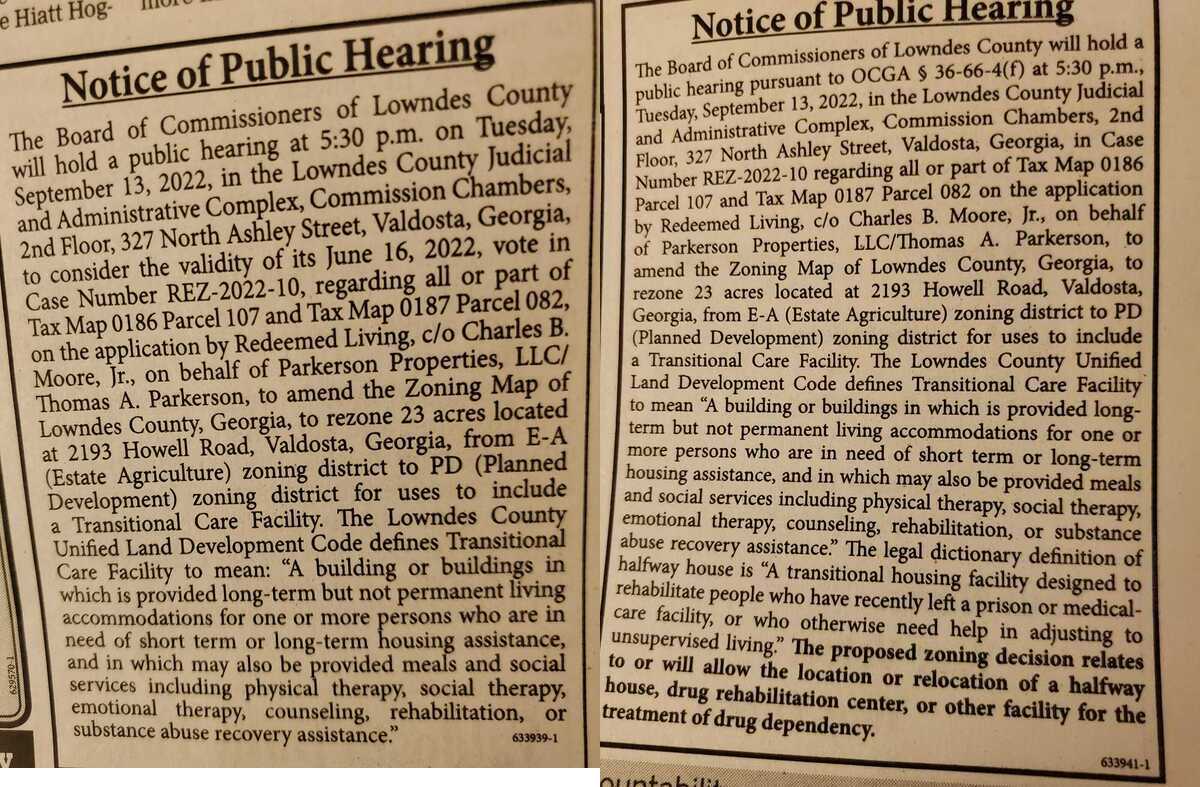 e Hiatt Hog-
Notice of Public Hearing
The Board of Commissioners of Lowndes County
will hold a public hearing at 5:30 p.m. on Tuesday,
September 13, 2022, in the Lowndes County Judicial
and Administrative Complex, Commission Chambers,
2nd Floor, 327 North Ashley Street, Valdosta, Georgia,
to consider the validity of its June 16, 2022, vote in
Case Number REZ-2022-10, regarding all or part of
Tax Map 0186 Parcel 107 and Tax Map 0187 Parcel 082,
on the application by Redeemed Living, c/o Charles B.
Moore, Jr., on behalf of Parkerson Properties, LLC/
Thomas A. Parkerson, to amend the Zoning Map of
Lowndes County, Georgia, to rezone 23 acres located
at 2193 Howell Road, Valdosta, Georgia, from E-A
(Estate Agriculture) zoning district to PD (Planned
Development) zoning district for uses to include
a Transitional Care Facility. The Lowndes County
Unified Land Development Code defines Transitional
Care Facility to mean: “A building or buildings in
which is provided long-term but not permanent living
accommodations for one or more persons who are in
need of short term or long-term housing assistance,
and in which may also be provided meals and social
services including physical therapy, social therapy,
emotional therapy, counseling, rehabilitation, or
substance abuse recovery assistance.”
633939-1
629570-1
Notice of Public Hearing
The Board of Commissioners of Lowndes County will hold a
public hearing pursuant to OCGA § 36-66-4(f) at 5:30 p.m.,
Tuesday, September 13, 2022, in the Lowndes County Judicial
and Administrative Complex, Commission Chambers, 2nd
Floor, 327 North Ashley Street, Valdosta, Georgia, in Case
Number REZ-2022-10 regarding all or part of Tax Map 0186
Parcel 107 and Tax Map 0187 Parcel 082 on the application
by Redeemed Living, c/o Charles B. Moore, Jr., on behalf
of Parkerson Properties, LLC/Thomas A. Parkerson, to
amend the Zoning Map of Lowndes County, Georgia, to
rezone 23 acres located at 2193 Howell Road, Valdosta,
Georgia, from E-A (Estate Agriculture) zoning district to PD
(Planned Development) zoning district for uses to include
a Transitional Care Facility. The Lowndes County Unified
Land Development Code defines Transitional Care Facility
to mean “A building or buildings in which is provided long-
term but not permanent living accommodations for one or
more persons who are in need of short term or long-term
housing assistance, and in which may also be provided meals
and social services including physical therapy, social therapy,
emotional therapy, counseling, rehabilitation, or substance
abuse recovery assistance.” The legal dictionary definition of
halfway house is “A transitional housing facility designed to
rehabilitate people who have recently left a prison or medical-
care facility, or who otherwise need help in adjusting to
unsupervised living.” The proposed zoning decision relates
to or will allow the location or relocation of a halfway
house, drug rehabilitation center, or other facility for the
treatment of drug dependency.
633941-1